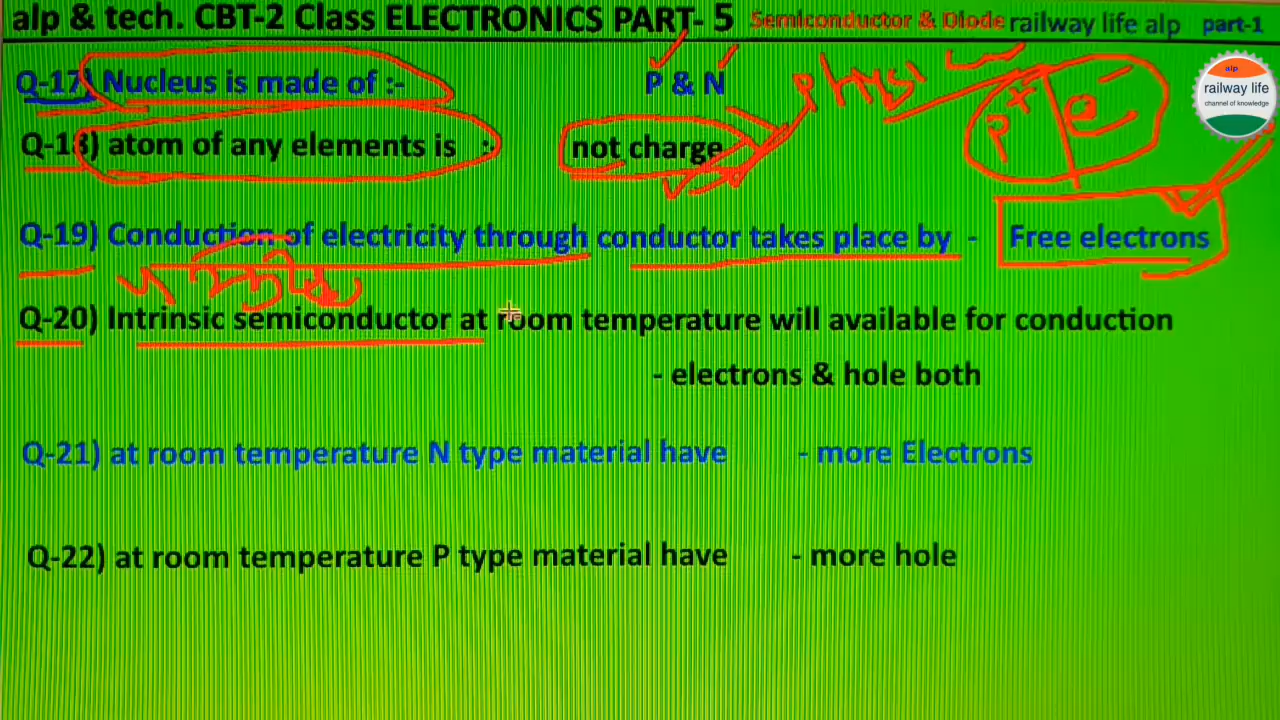 alp & tech. CBT-2 Class ELECTRONICS PART- 5 Semiconductor & Diode railway life alp part-1
Q-17) Nucleus is made of :- P & N
Q-18) atom of any elements is : not charge
Q-19) Conduction of electricity through conductor takes place by - Free electrons
Q-20) Intrinsic semiconductor at room temperature will available for conduction
- electrons & hole both
Q-21) at room temperature N type material have - more Electrons
Q-22) at room temperature P type material have - more hole
alp
railway life
channel of knowledge
P+
e-